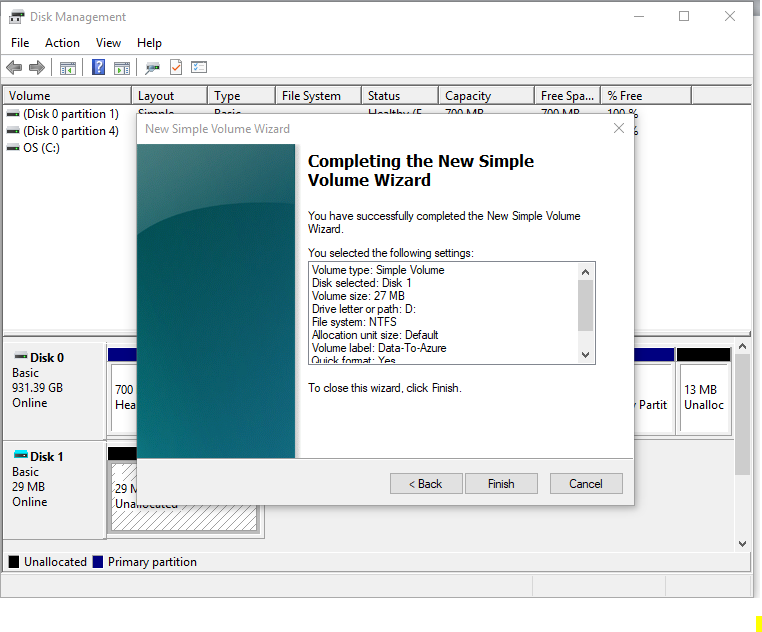 Disk Management
File Action View Help
Volume Layout Type File System Status Capacity Free Spa... % Free
(Disk 0 partition 1) Simple Basic Healthy (E 700 MB 700 MB 100 %
(Disk 0 partition 4)
OS (C:)
New Simple Volume Wizard
Completing the New Simple
Volume Wizard
You have successfully completed the New Simple Volume
Wizard.
You selected the following settings:
Volume type: Simple Volume
Disk selected: Disk 1
Volume size: 27 MB
Drive letter or path: D:
File system: NTFS
Allocation unit size: Default
Volume label: Data-To-Azure
Quick format: Yes
To close this wizard, click Finish.
< Back Finish Cancel
Disk 0
Basic
931.39 GB
Online
700
Hea
Partit
13 MB
Unalloc
Disk 1
Basic
29 MB
Online
29 M
Unallocated
Unallocated Primary partition